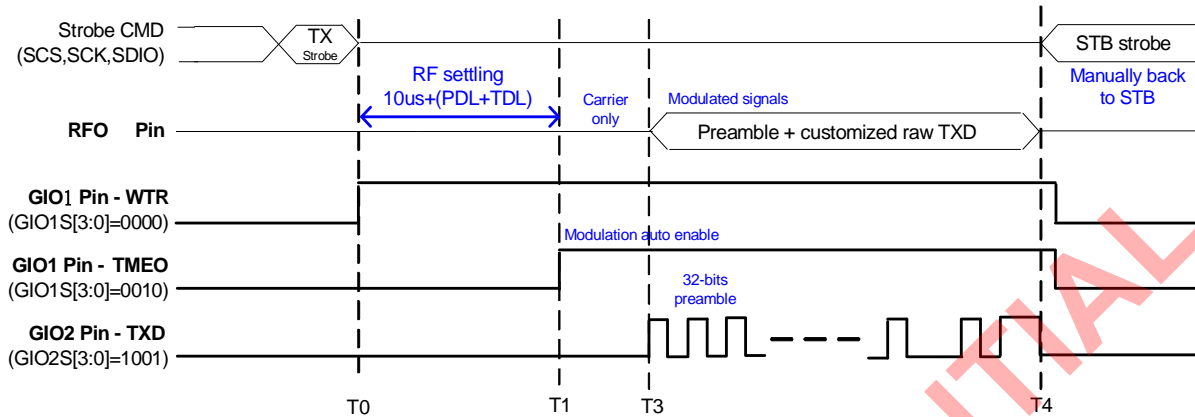 Strobe CMD
(SCS,SCK,SDIO)
TX
Strobe
STB strobe
RF settling
10us+(PDL+TDL)
Manually back
to STB
Carrier
only
Modulated signals
RFO Pin
Preamble + customized raw TXD
GIO1 Pin - WTR
(GIO1S[3:0]=0000)
Modulation auto enable
GIO1 Pin - TMEO
(GIO1S[3:0]=0010)
32-bits
preamble
GIO2 Pin - TXD
(GIO2S[3:0]=1001)
T0 T1 T3 T4